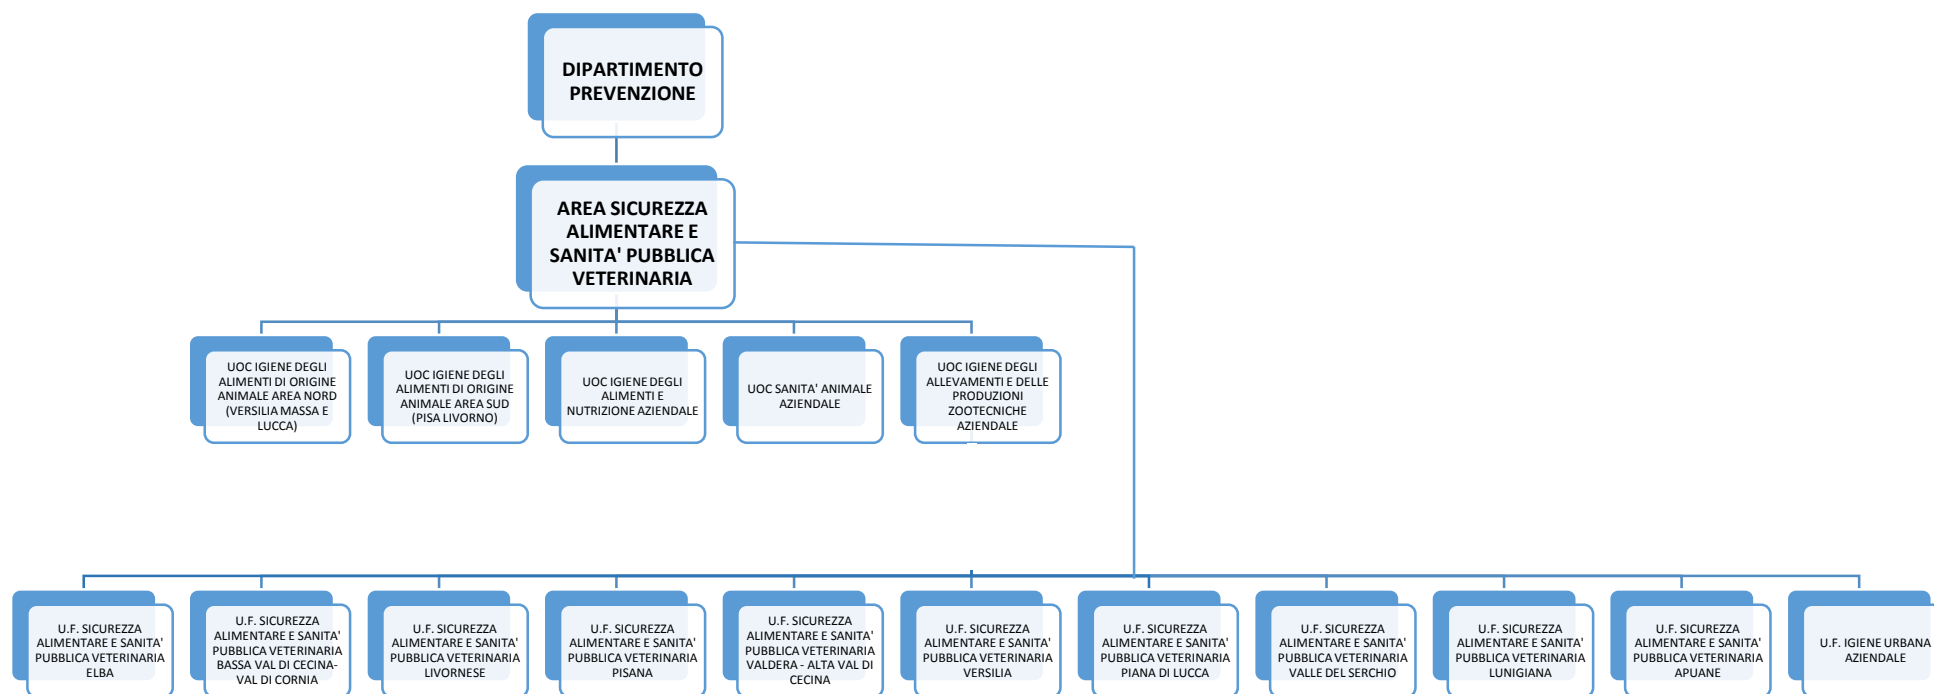 DIPARTIMENTO
PREVENZIONE
AREA SICUREZZA
ALIMENTARE E
SANITA' PUBBLICA
VETERINARIA
UOC IGIENE DEGLI
ALIMENTI DI ORIGINE
ANIMALE AREA NORD
(VERSILIA MASSA E
LUCCA)
UOC IGIENE DEGLI
ALIMENTI DI ORIGINE
ANIMALE AREA SUD
(PISA LIVORNO)
UOC IGIENE DEGLI
ALIMENTI E
NUTRIZIONE AZIENDALE
UOC SANITA' ANIMALE
AZIENDALE
UOC IGIENE DEGLI
ALLEVAMENTI E DELLE
PRODUZIONI
ZOOTECNICHE
AZIENDALE
U.F. SICUREZZA
ALIMENTARE E SANITA'
PUBBLICA VETERINARIA
ELBA
U.F. SICUREZZA
ALIMENTARE E SANITA'
PUBBLICA VETERINARIA
BASSA VAL DI CECINA-
VAL DI CORNIA
U.F. SICUREZZA
ALIMENTARE E SANITA'
PUBBLICA VETERINARIA
LIVORNESE
U.F. SICUREZZA
ALIMENTARE E SANITA'
PUBBLICA VETERINARIA
PISANA
U.F. SICUREZZA
ALIMENTARE E SANITA'
PUBBLICA VETERINARIA
VALDERA - ALTA VAL DI
CECINA
U.F. SICUREZZA
ALIMENTARE E SANITA'
PUBBLICA VETERINARIA
VERSILIA
U.F. SICUREZZA
ALIMENTARE E SANITA'
PUBBLICA VETERINARIA
PIANA DI LUCCA
U.F. SICUREZZA
ALIMENTARE E SANITA'
PUBBLICA VETERINARIA
VALLE DEL SERCHIO
U.F. SICUREZZA
ALIMENTARE E SANITA'
PUBBLICA VETERINARIA
LUNIGIANA
U.F. SICUREZZA
ALIMENTARE E SANITA'
PUBBLICA VETERINARIA
APUANE
U.F. IGIENE URBANA
AZIENDALE